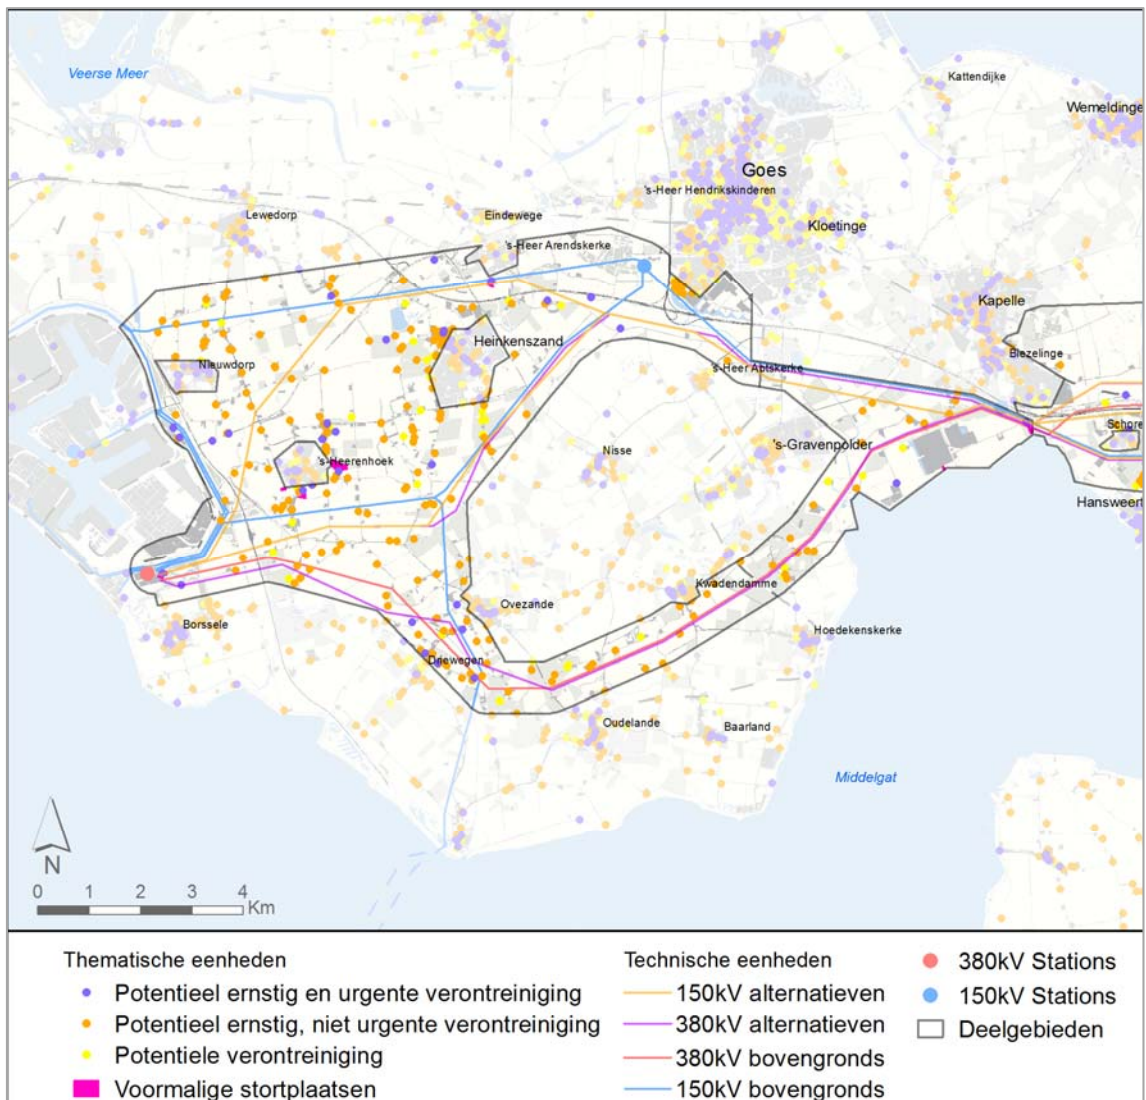 Veerse Meer
Kattendijke
Wemeldinge
Goes
's-Heer Hendrikskinderen
Lewedorp
Eindewege
Kloetinge
's-Heer Arendskerke
Kapelle
Heinkenszand
Biezelinge
Nieuwdorp
's-Heer Abtskerke
Schore
's-Gravenpolder
Nisse
's-Heerenhoek
Hansweert
Kwadendamme
Ovezande
Borssele
Hoedekenskerke
Driewegen
Oudelande
Baarland
Middelgat
N
0 1 2 3 4
Km
Thematische eenheden
Potentieel ernstig en urgente verontreiniging
Potentieel ernstig, niet urgente verontreiniging
Potentiele verontreiniging
Voormalige stortplaatsen
Technische eenheden
150kV alternatieven
380kV alternatieven
380kV bovengronds
150kV bovengronds
380kV Stations
150kV Stations
Deelgebieden